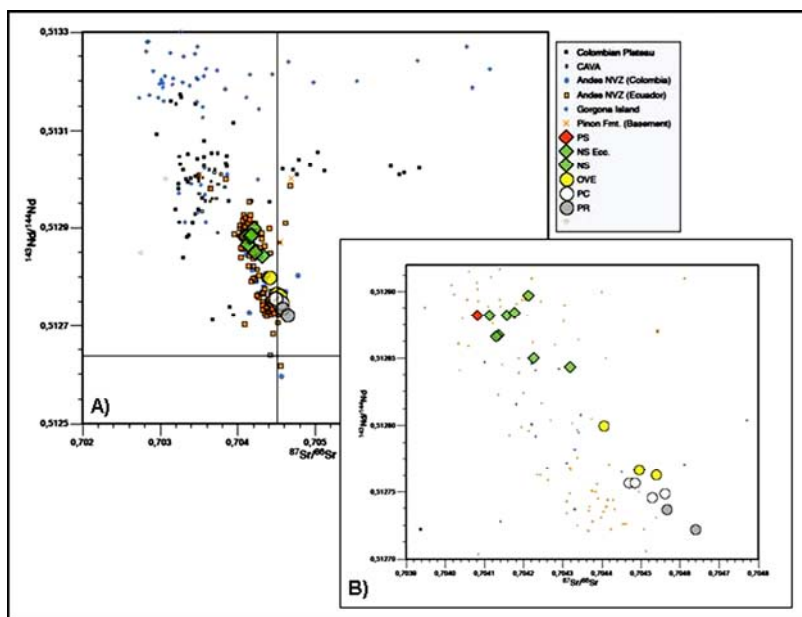 0,5133
0,5131
0,5129
0,5127
0,5125
¹⁴³Nd/¹⁴⁴Nd
A)
0,702
0,703
0,704
0,705
⁸⁷Sr/⁸⁶Sr
Colombian Plateau
CAVA
Andes NVZ (Colombia)
Andes NVZ (Ecuador)
Gorgona Island
Pinon Fmt. (Basement)
PS
NS Ecc.
NS
OVE
PC
PR
0,51290
0,51285
0,51280
0,51275
0,51270
¹⁴³Nd/¹⁴⁴Nd
0,7039
0,7040
0,7041
0,7042
0,7043
0,7044
0,7045
0,7046
0,7047
0,7048
⁸⁷Sr/⁸⁶Sr
B)